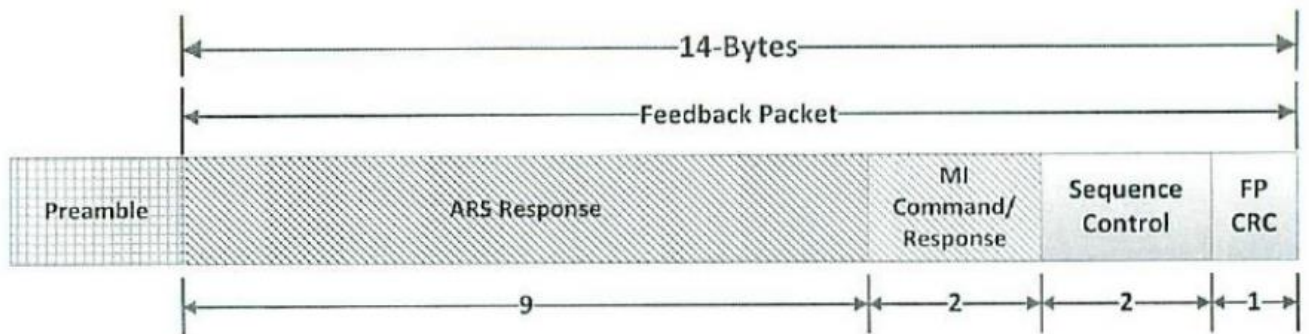 14-Bytes
Feedback Packet
Preamble
ARS Response
MI
Command/
Response
Sequence
Control
FP
CRC
9
2
2
1